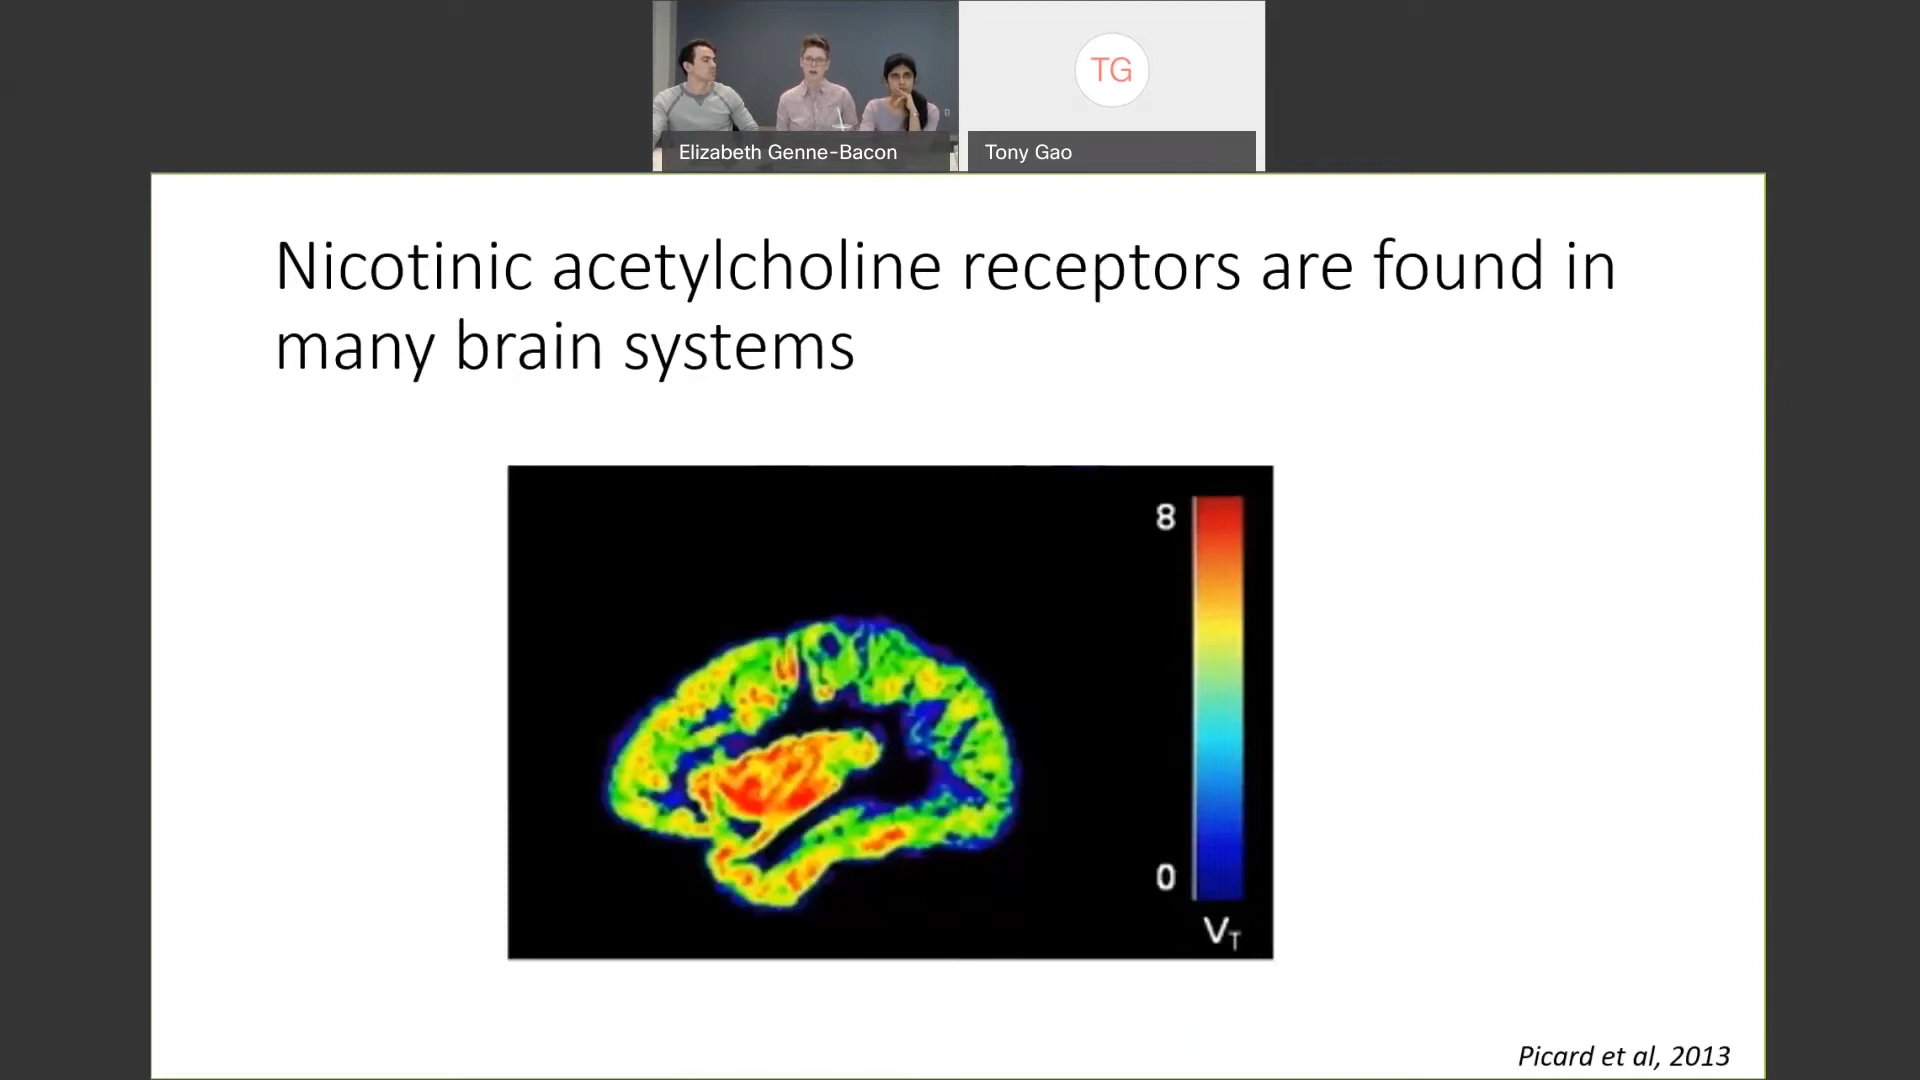 Elizabeth Genne-Bacon
TG
Tony Gao
Nicotinic acetylcholine receptors are found in
many brain systems
8
0
VT
Picard et al, 2013